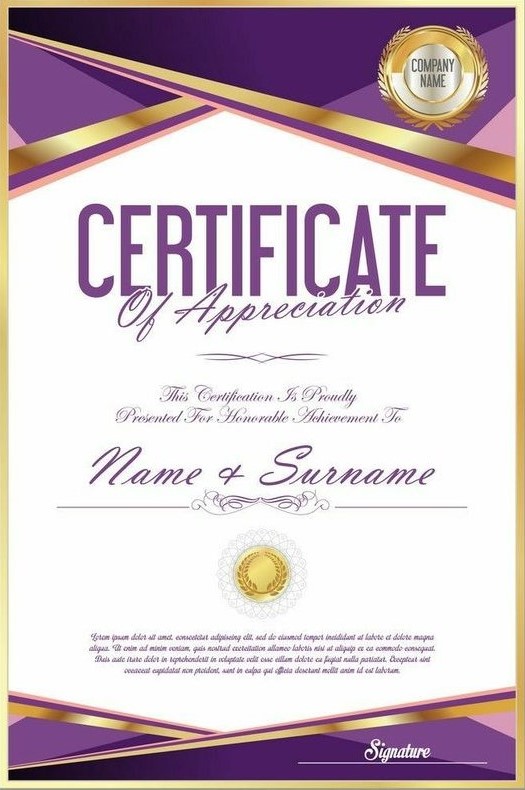 COMPANY
NAME
CERTIFICATE
Of Appreciation
This Certification Is Proudly
Presented For Honorable Achievement To
Name & Surname
Lorem ipsum dolor sit amet, consectetur adipiscing elit, sed do eiusmod tempor incididunt ut labore et dolore magna
aliqua. Ut enim ad minim veniam, quis nostrud exercitation ullamco laboris nisi ut aliquip ex ea commodo consequat.
Duis aute irure dolor in reprehenderit in voluptate velit esse cillum dolore eu fugiat nulla pariatur. Excepteur sint
occaecat cupidatat non proident, sunt in culpa qui officia deserunt mollit anim id est laborum.
Signature